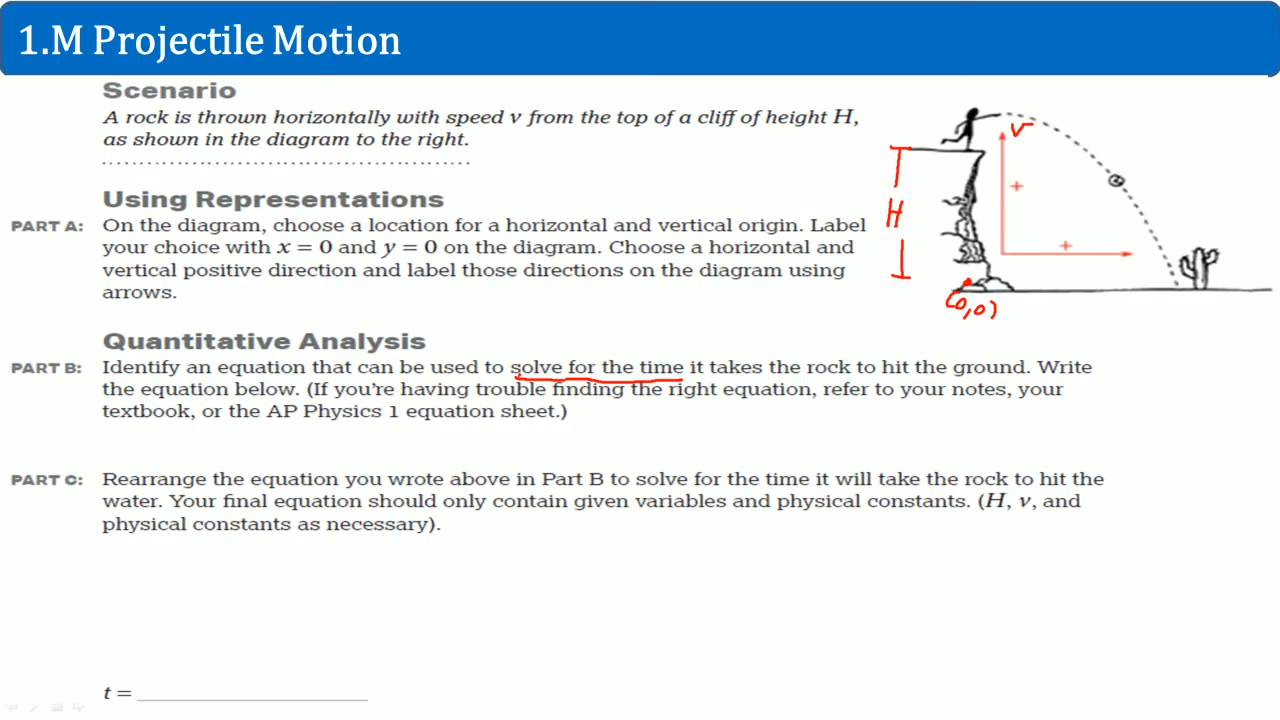 1.M Projectile Motion
Scenario
A rock is thrown horizontally with speed v from the top of a cliff of height H,
as shown in the diagram to the right.
Using Representations
PART A: On the diagram, choose a location for a horizontal and vertical origin. Label
your choice with x = 0 and y = 0 on the diagram. Choose a horizontal and
vertical positive direction and label those directions on the diagram using
arrows.
v
+
H
+
(0,0)
Quantitative Analysis
PART B: Identify an equation that can be used to solve for the time it takes the rock to hit the ground. Write
the equation below. (If you're having trouble finding the right equation, refer to your notes, your
textbook, or the AP Physics 1 equation sheet.)
PART C: Rearrange the equation you wrote above in Part B to solve for the time it will take the rock to hit the
water. Your final equation should only contain given variables and physical constants. (H, v, and
physical constants as necessary).
t = ____________________